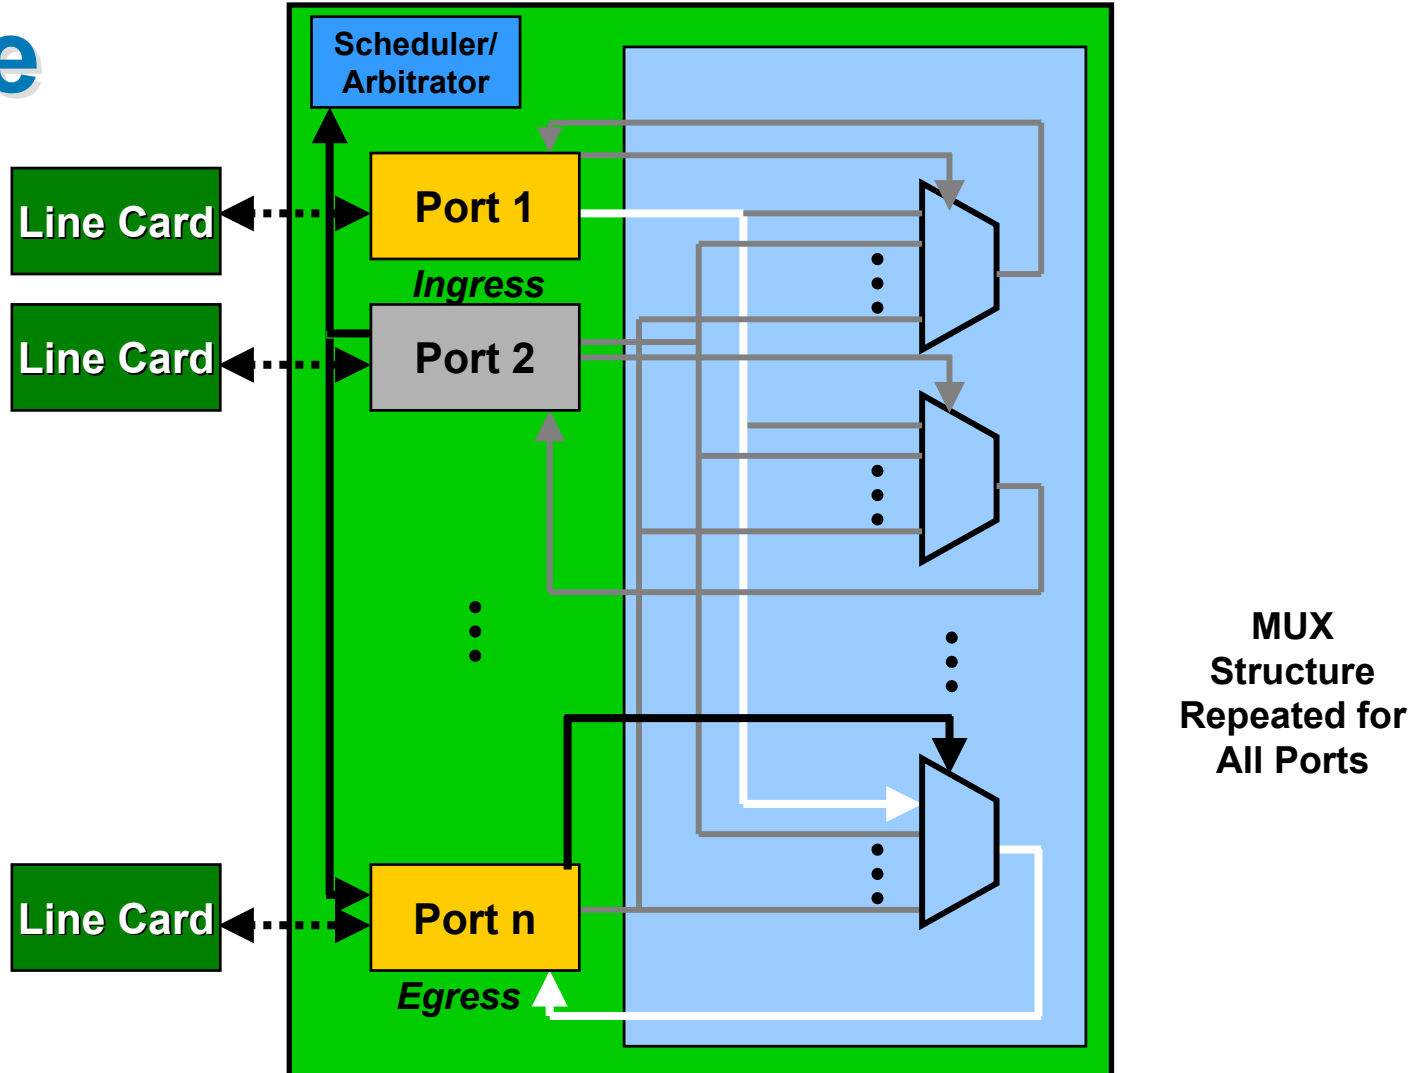 e
Scheduler/
Arbitrator
Line Card
Port 1
Ingress
Line Card
Port 2
MUX
Structure
Repeated for
All Ports
Line Card
Port n
Egress